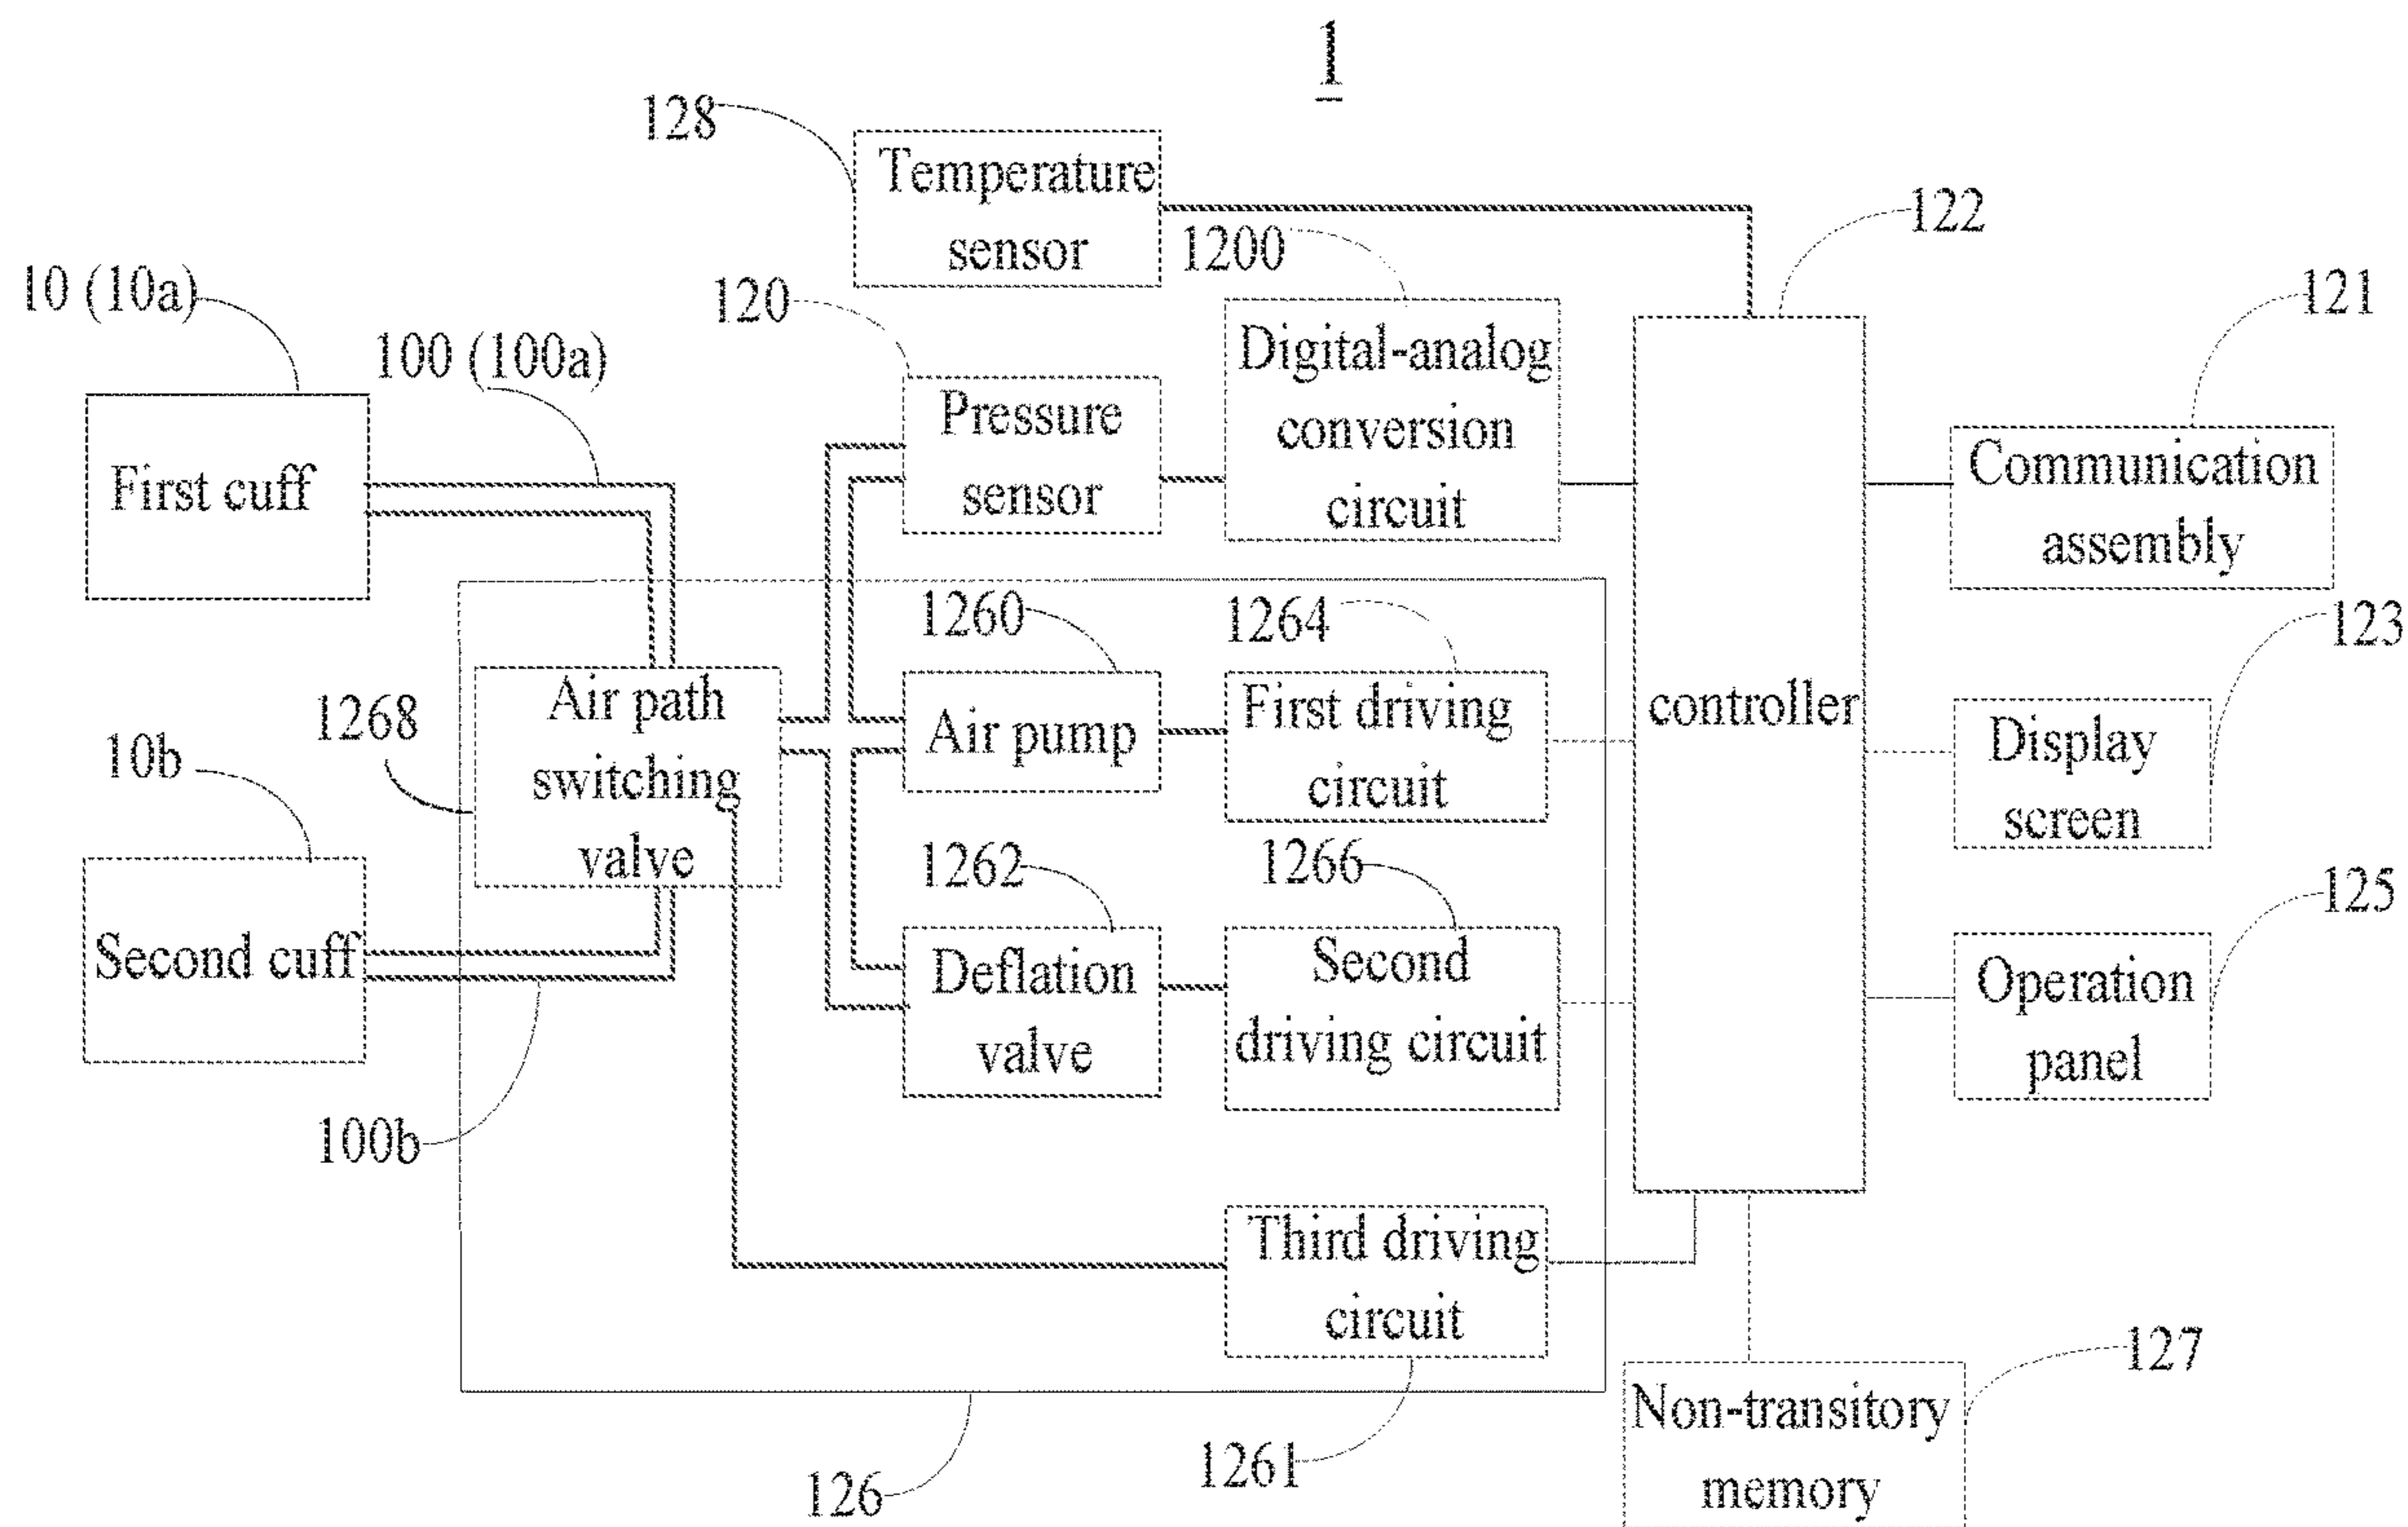 1
128
Temperature
sensor
122
10 (10a)
1200
121
120
100 (100a)
Digital-analog
conversion
circuit
Pressure
sensor
First cuff
Communication
assembly
1260
1264
123
1268
Air path
switching
valve
Air pump
First driving
circuit
controller
Display
screen
10b
1262
1266
125
Second cuff
Deflation
valve
Second
driving circuit
Operation
panel
100b
Third driving
circuit
127
126
1261
Non-transitory
memory